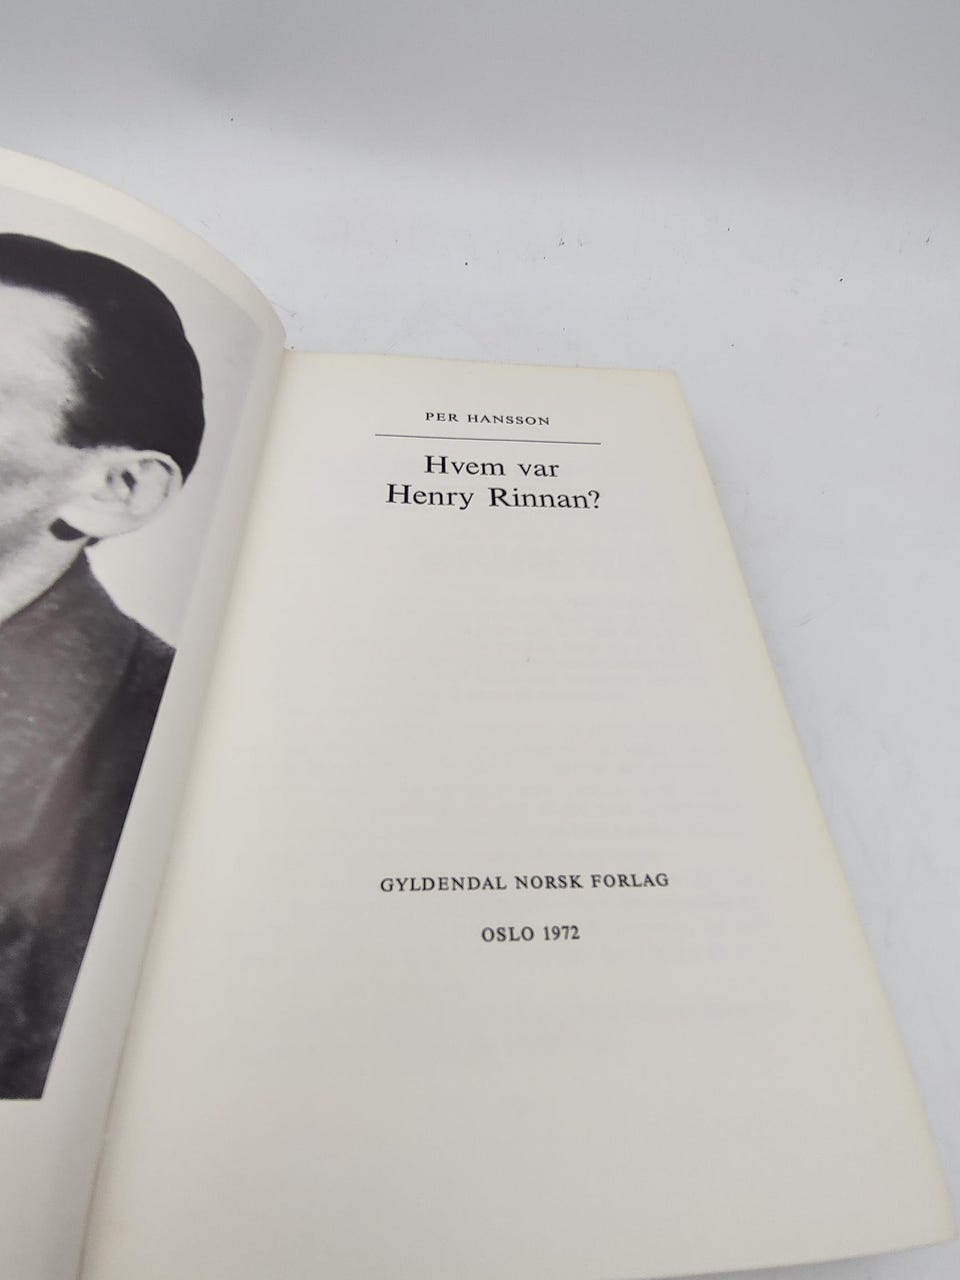 PER HANSSON
Hvem var
Henry Rinnan?
GYLDENDAL NORSK FORLAG
OSLO 1972